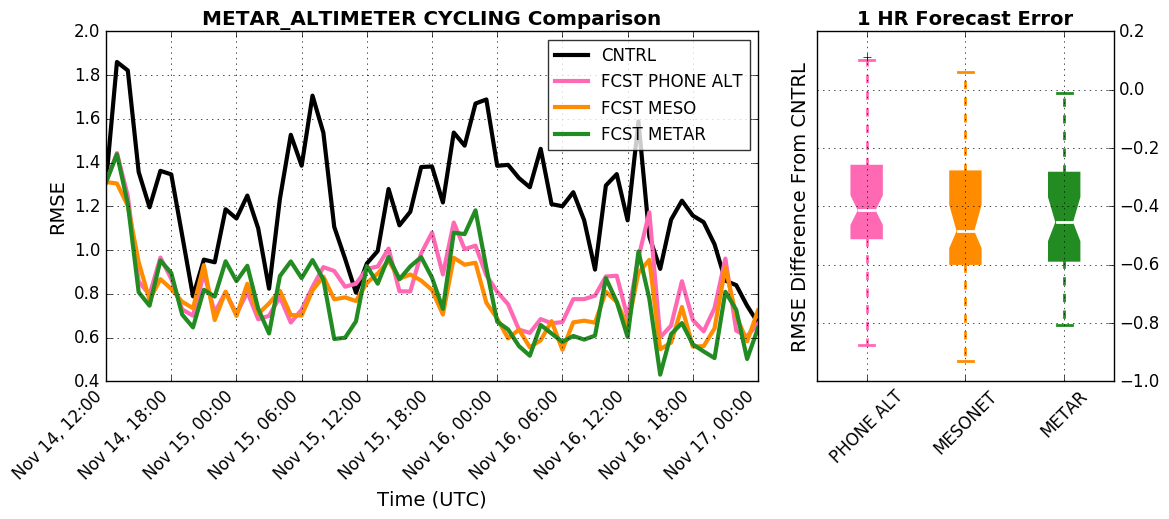 METAR_ALTIMETER CYCLING Comparison
RMSE
2.0
1.8
1.6
1.4
1.2
1.0
0.8
0.6
0.4
CNTRL
FCST PHONE ALT
FCST MESO
FCST METAR
Nov 14, 12:00
Nov 14, 18:00
Nov 15, 00:00
Nov 15, 06:00
Nov 15, 12:00
Nov 15, 18:00
Nov 16, 00:00
Nov 16, 06:00
Nov 16, 12:00
Nov 16, 18:00
Nov 17, 00:00
Time (UTC)
1 HR Forecast Error
RMSE Difference From CNTRL
0.2
0.0
−0.2
−0.4
−0.6
−0.8
−1.0
PHONE ALT
MESONET
METAR